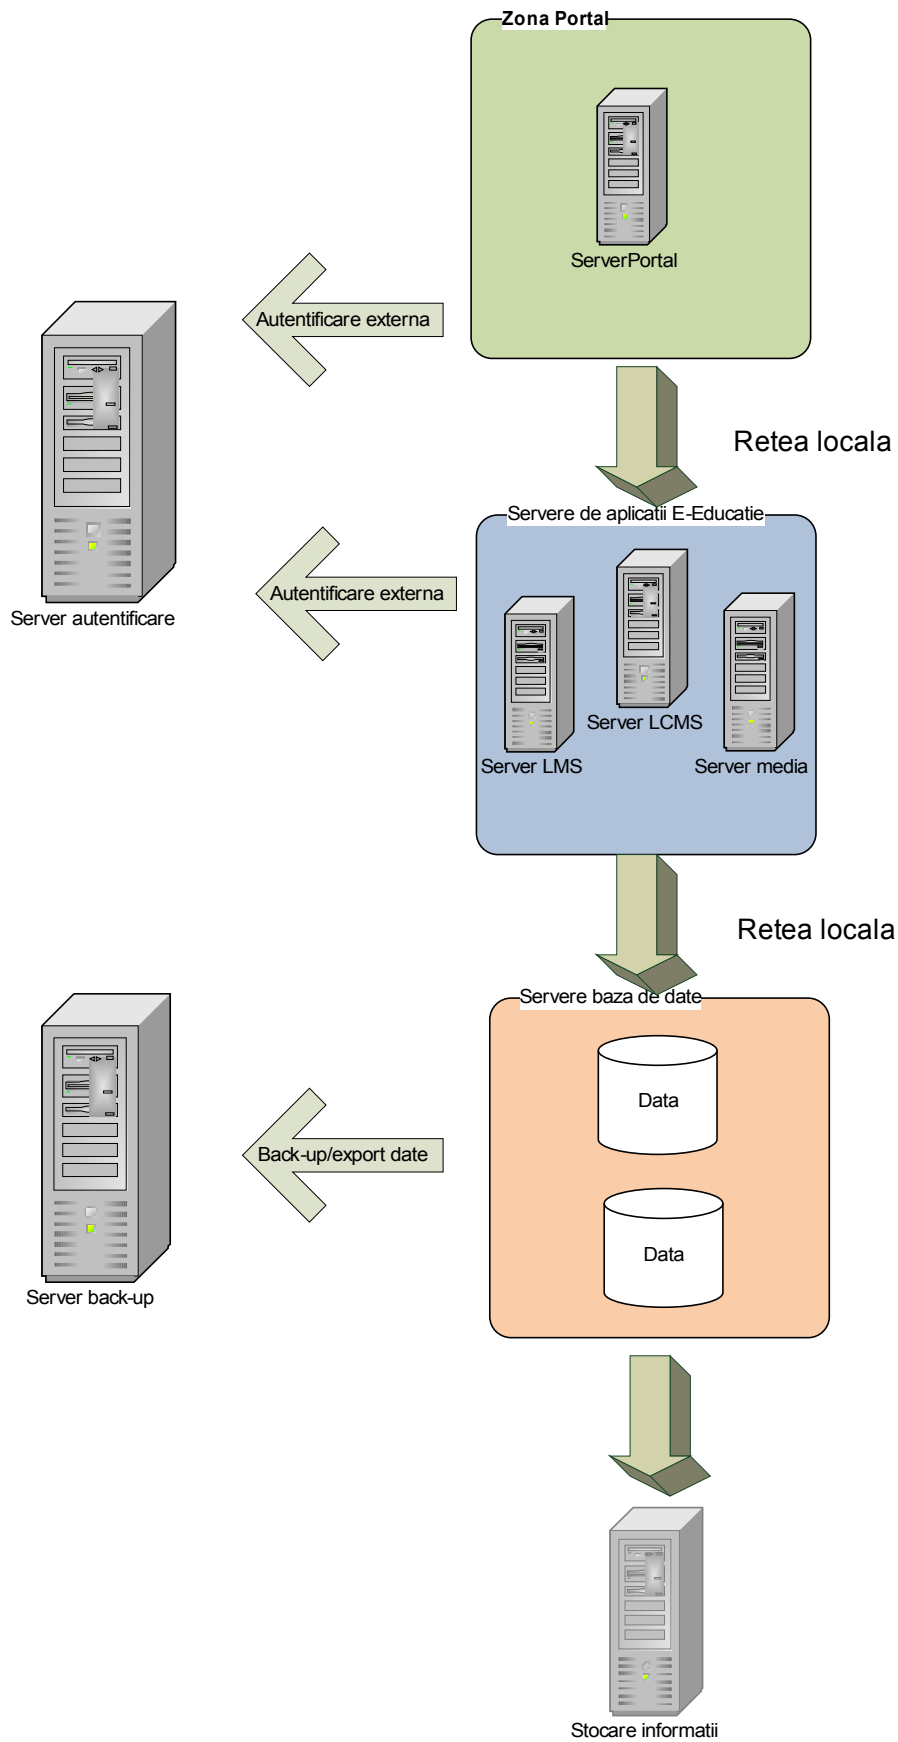 Zona Portal
ServerPortal
Autentificare externa
Retea locala
Servere de aplicatii E-Educatie
Autentificare externa
Server autentificare
Server LCMS
Server LMS
Server media
Retea locala
Servere baza de date
Data
Back-up/export date
Data
Server back-up
Stocare informatii